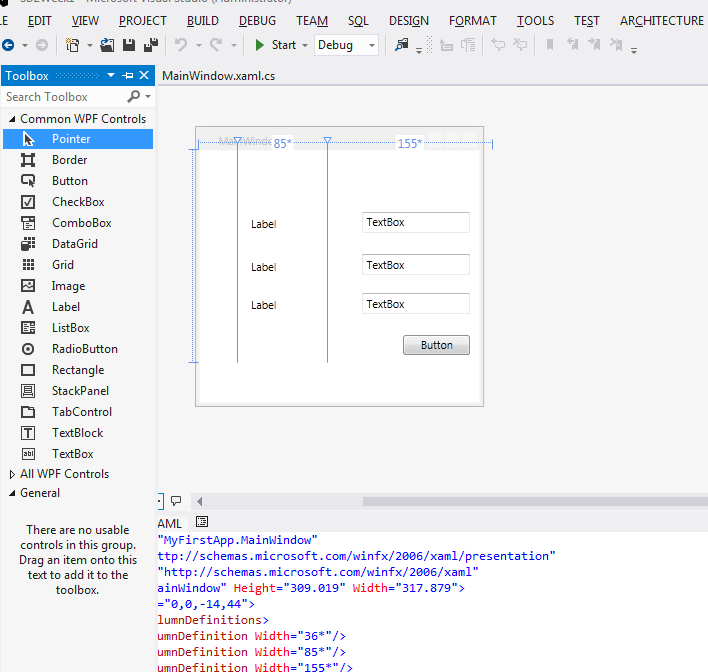 EDIT VIEW PROJECT BUILD DEBUG TEAM SQL DESIGN FORMAT TOOLS TEST ARCHITECTURE
Start Debug
Toolbox
MainWindow.xaml.cs
Search Toolbox
Common WPF Controls
Pointer
Border
Button
CheckBox
ComboBox
DataGrid
Grid
Image
Label
ListBox
RadioButton
Rectangle
StackPanel
TabControl
TextBlock
TextBox
All WPF Controls
General
There are no usable
controls in this group.
Drag an item onto this
text to add it to the
toolbox.
85* 155*
Label TextBox
Label TextBox
Label TextBox
Button
AML
"MyFirstApp.MainWindow"
ttp://schemas.microsoft.com/winfx/2006/xaml/presentation"
"http://schemas.microsoft.com/winfx/2006/xaml"
ainWindow" Height="309.019" Width="317.879">
="0,0,-14,44">
lumnDefinitions>
umnDefinition Width="36*"/>
umnDefinition Width="85*"/>
umnDefinition Width="155*"/>